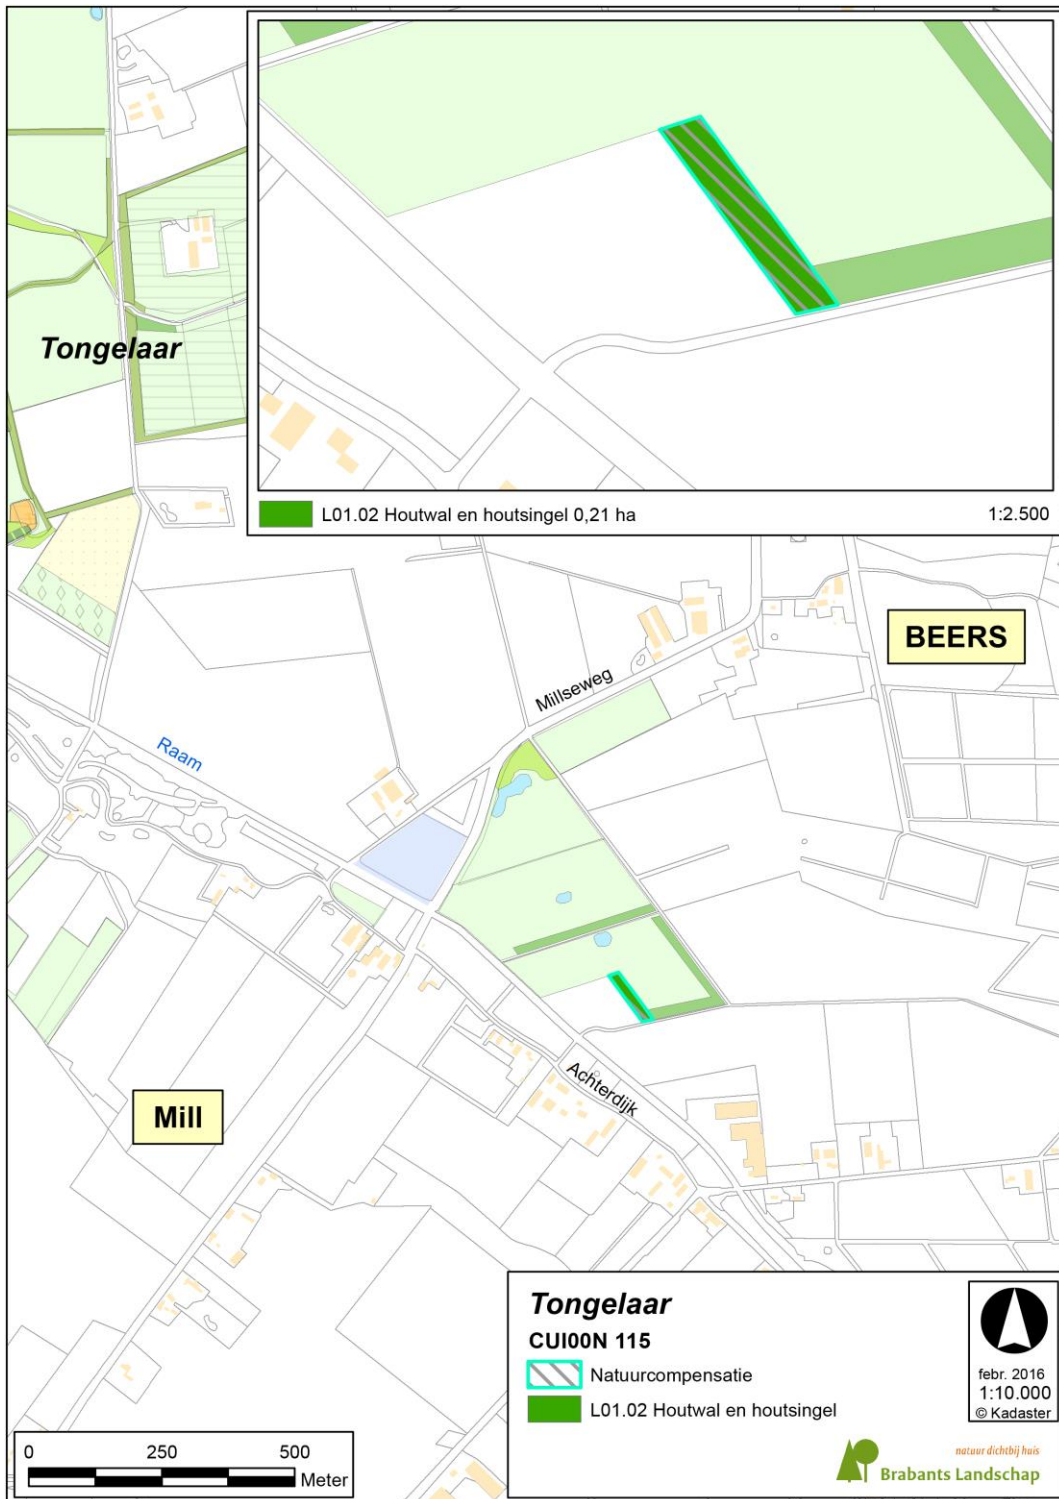 Tongelaar
L01.02 Houtwal en houtsingel 0,21 ha
1:2.500
BEERS
Millseweg
Raam
Achterdijk
Mill
Tongelaar
CUI00N 115
Natuurcompensatie
L01.02 Houtwal en houtsingel
febr. 2016
1:10.000
© Kadaster
natuur dichtbij huis
Brabants Landschap
0 250 500
Meter